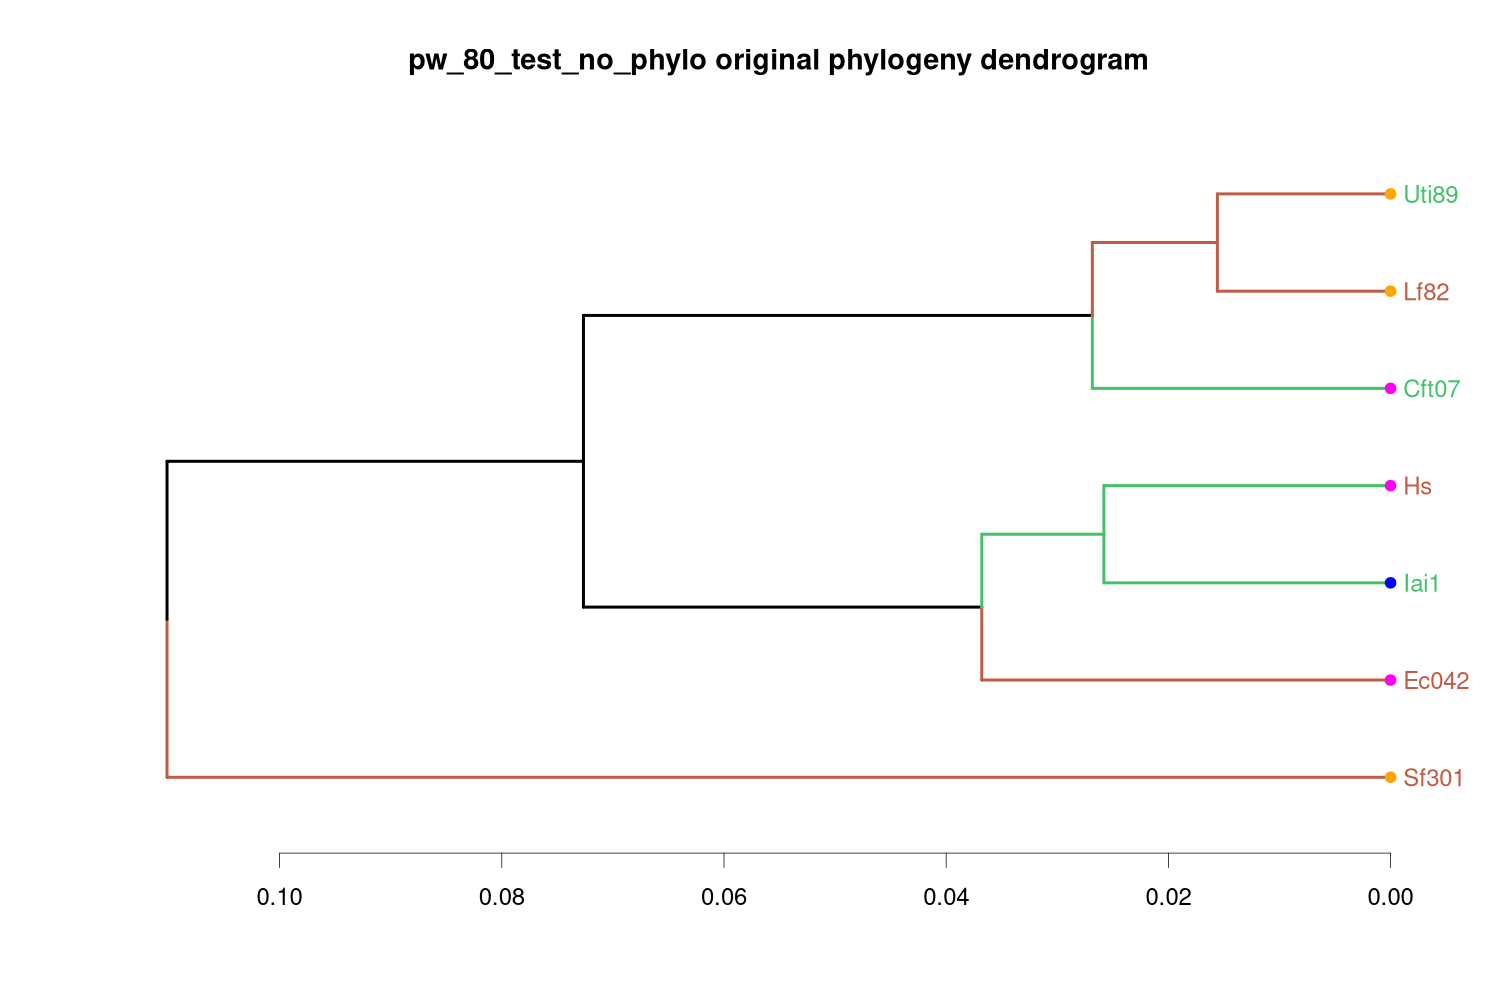 pw_80_test_no_phylo original phylogeny dendrogram
Uti89
Lf82
Cft07
Hs
Iai1
Ec042
Sf301
0.10 0.08 0.06 0.04 0.02 0.00